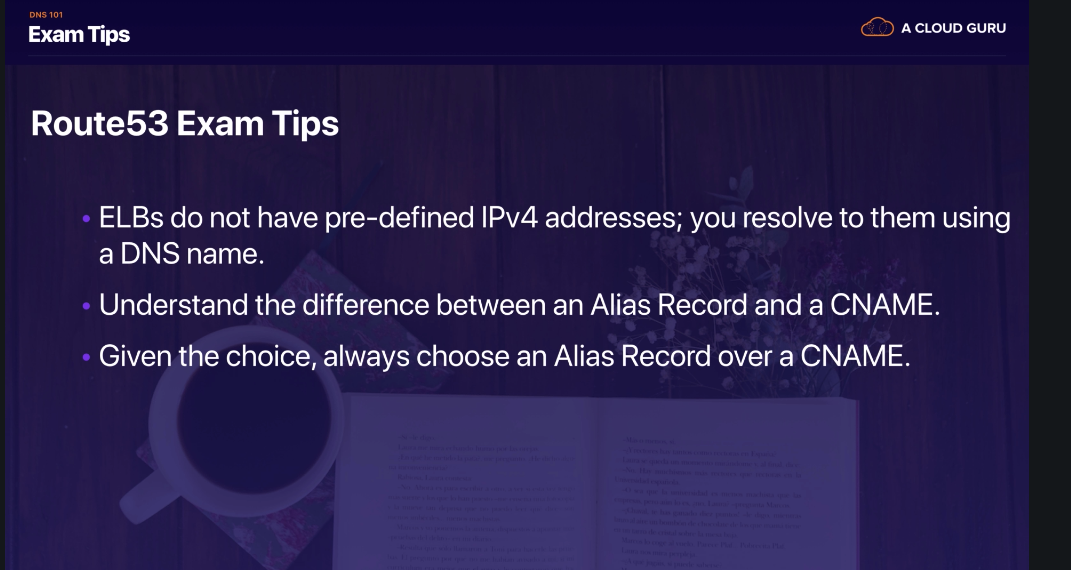 DNS 101
Exam Tips
A CLOUD GURU
Route53 Exam Tips
• ELBs do not have pre-defined IPv4 addresses; you resolve to them using
a DNS name.
• Understand the difference between an Alias Record and a CNAME.
• Given the choice, always choose an Alias Record over a CNAME.